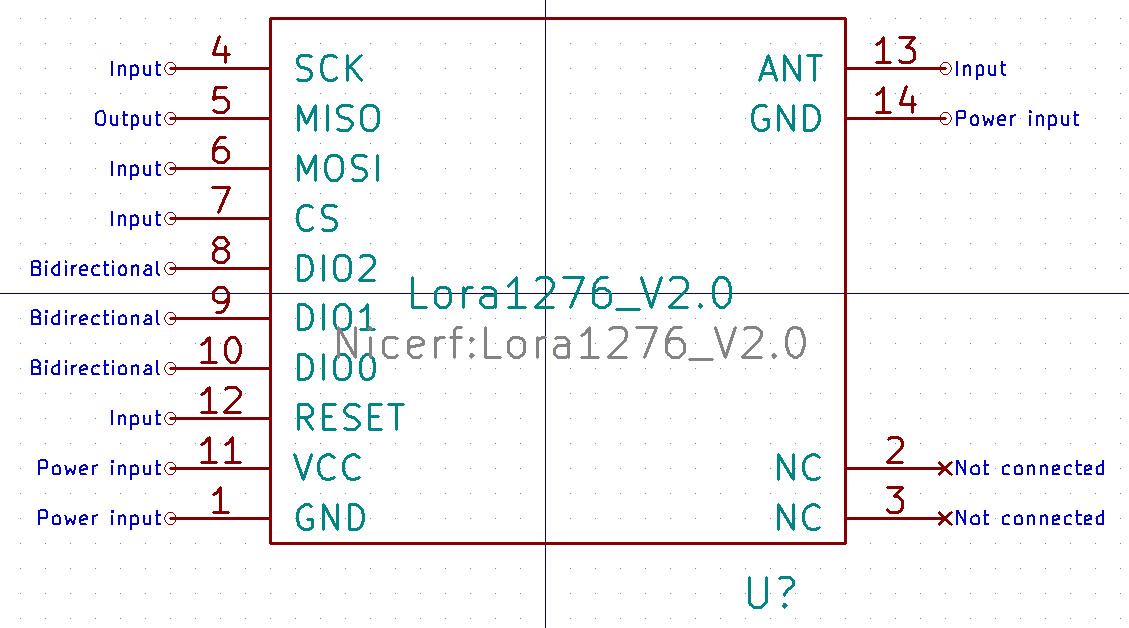 Input 4 SCK
Output 5 MISO
Input 6 MOSI
Input 7 CS
Bidirectional 8 DIO2
Bidirectional 9 DIO1
Bidirectional 10 DIO0
Input 12 RESET
Power input 11 VCC
Power input 1 GND
Lora1276_V2.0
Nicerf:Lora1276_V2.0
ANT 13 Input
GND 14 Power input
NC 2 Not connected
NC 3 Not connected
U?